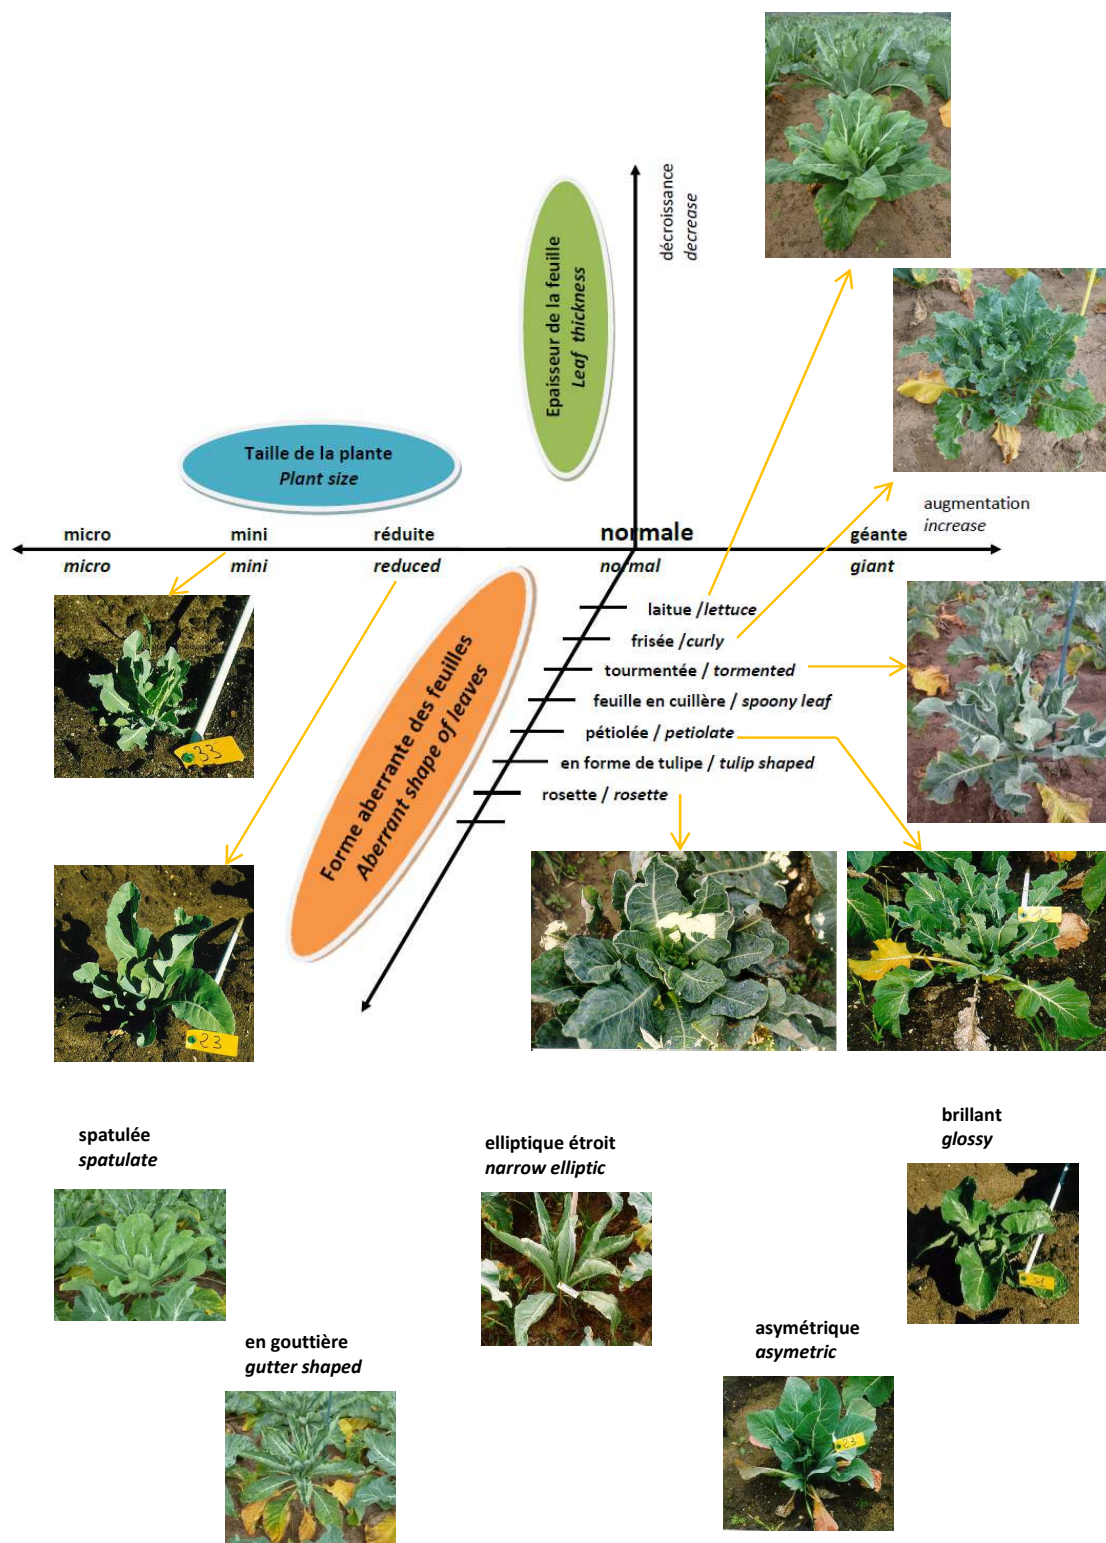 décroissance
decrease
Epaisseur de la feuille
Leaf thickness
Taille de la plante
Plant size
augmentation
increase
micro
mini
réduite
normale
géante
micro
mini
reduced
normal
giant
Forme aberrante des feuilles
Aberrant shape of leaves
laitue /lettuce
frisée /curly
tourmentée / tormented
feuille en cuillère / spoony leaf
pétiolée / petiolate
en forme de tulipe / tulip shaped
rosette / rosette
33
23
spatulée
spatulate
elliptique étroit
narrow elliptic
brillant
glossy
en gouttière
gutter shaped
asymétrique
asymetric
23